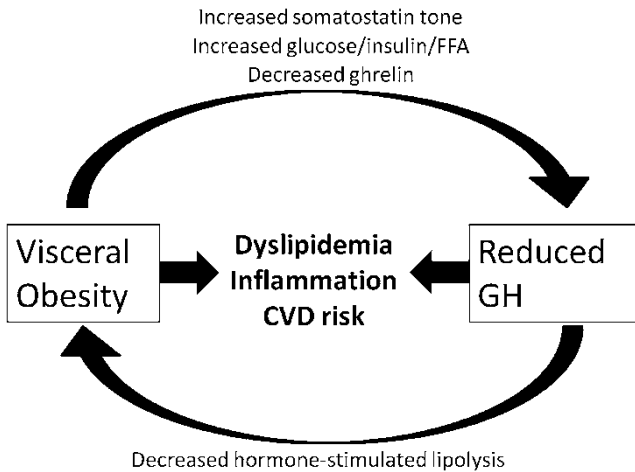 Increased somatostatin tone
Increased glucose/insulin/FFA
Decreased ghrelin
Visceral
Obesity
Dyslipidemia
Inflammation
CVD risk
Reduced
GH
Decreased hormone-stimulated lipolysis